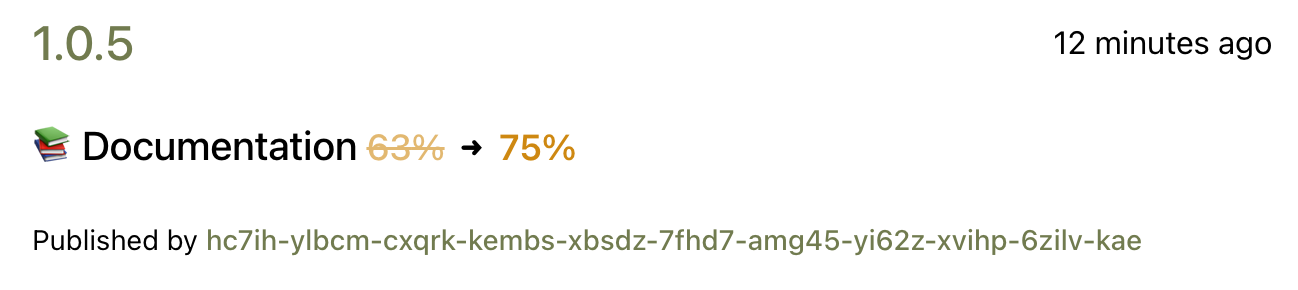 1.0.5 12 minutes ago
📚 Documentation 63% → 75%
Published by hc7ih-ylbcm-cxqrk-kembs-xbsdz-7fhd7-amg45-yi62z-xvihp-6zilv-kae